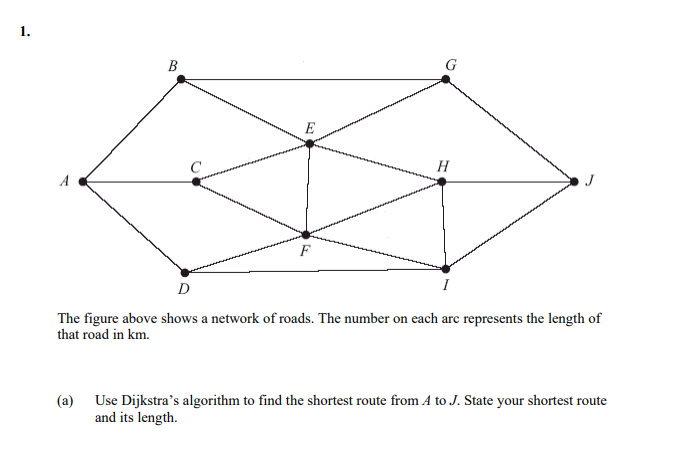 1.
B
G
E
C
H
A
J
F
D
I
The figure above shows a network of roads. The number on each arc represents the length of
that road in km.
(a) Use Dijkstra’s algorithm to find the shortest route from A to J. State your shortest route
and its length.